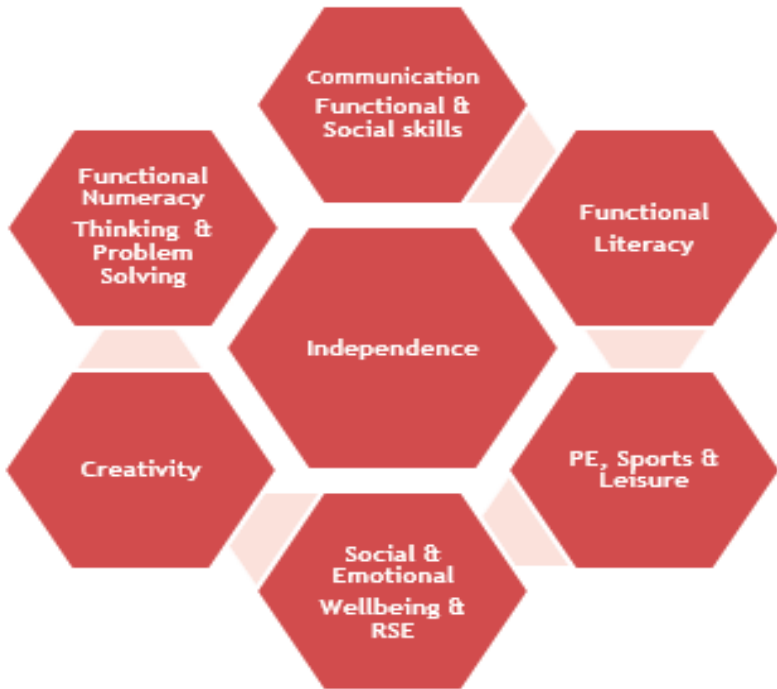 Communication
Functional &
Social skills
Functional
Literacy
PE, Sports &
Leisure
Social &
Emotional
Wellbeing &
RSE
Creativity
Functional
Numeracy
Thinking &
Problem
Solving
Independence